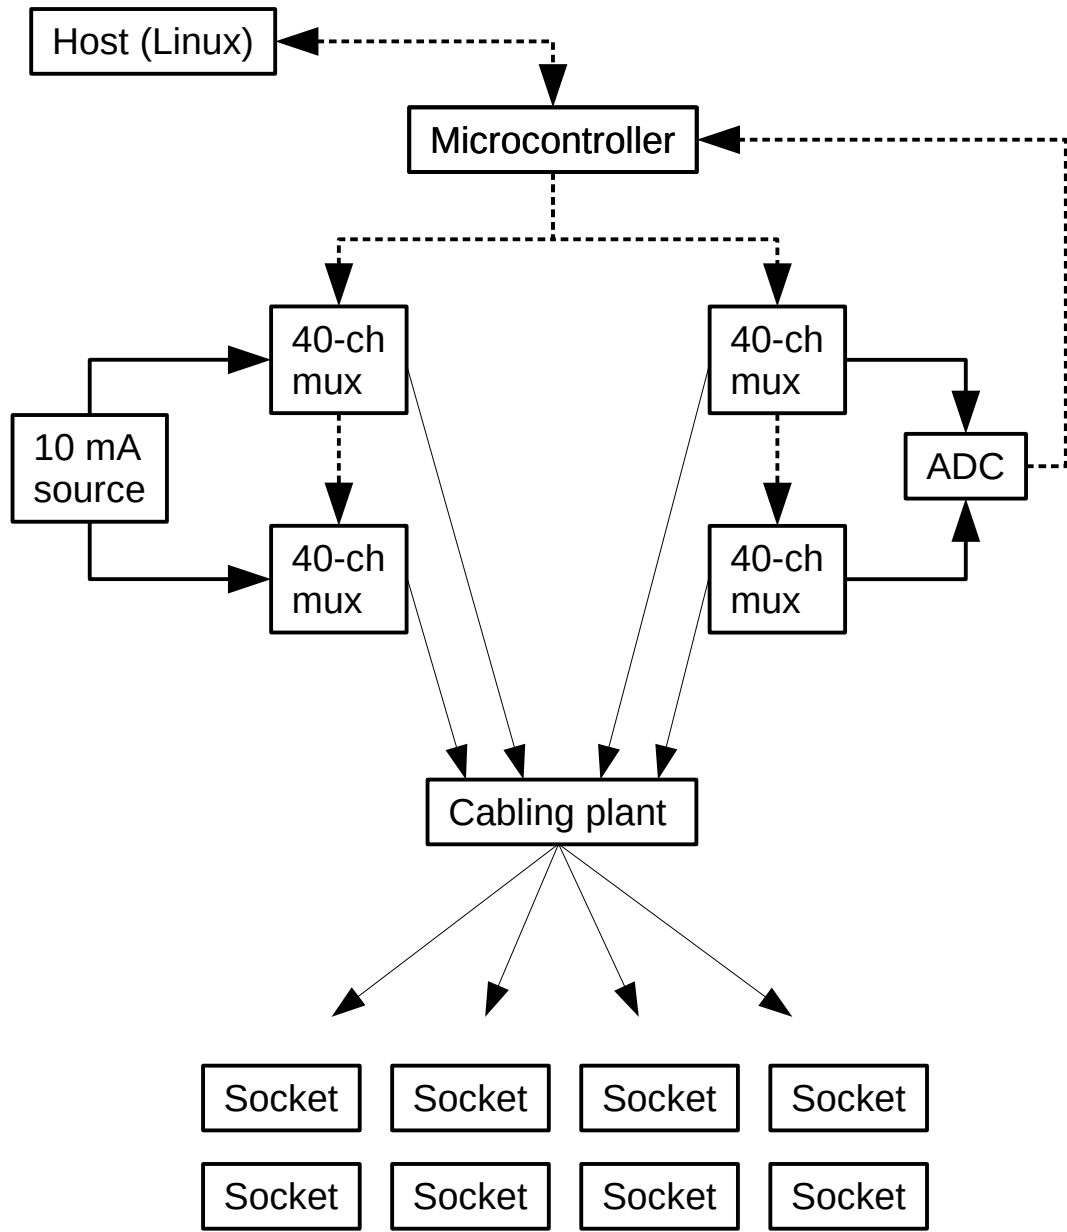 Host (Linux)
Microcontroller
40-ch
mux
40-ch
mux
10 mA
source
ADC
40-ch
mux
40-ch
mux
Cabling plant
Socket
Socket
Socket
Socket
Socket
Socket
Socket
Socket